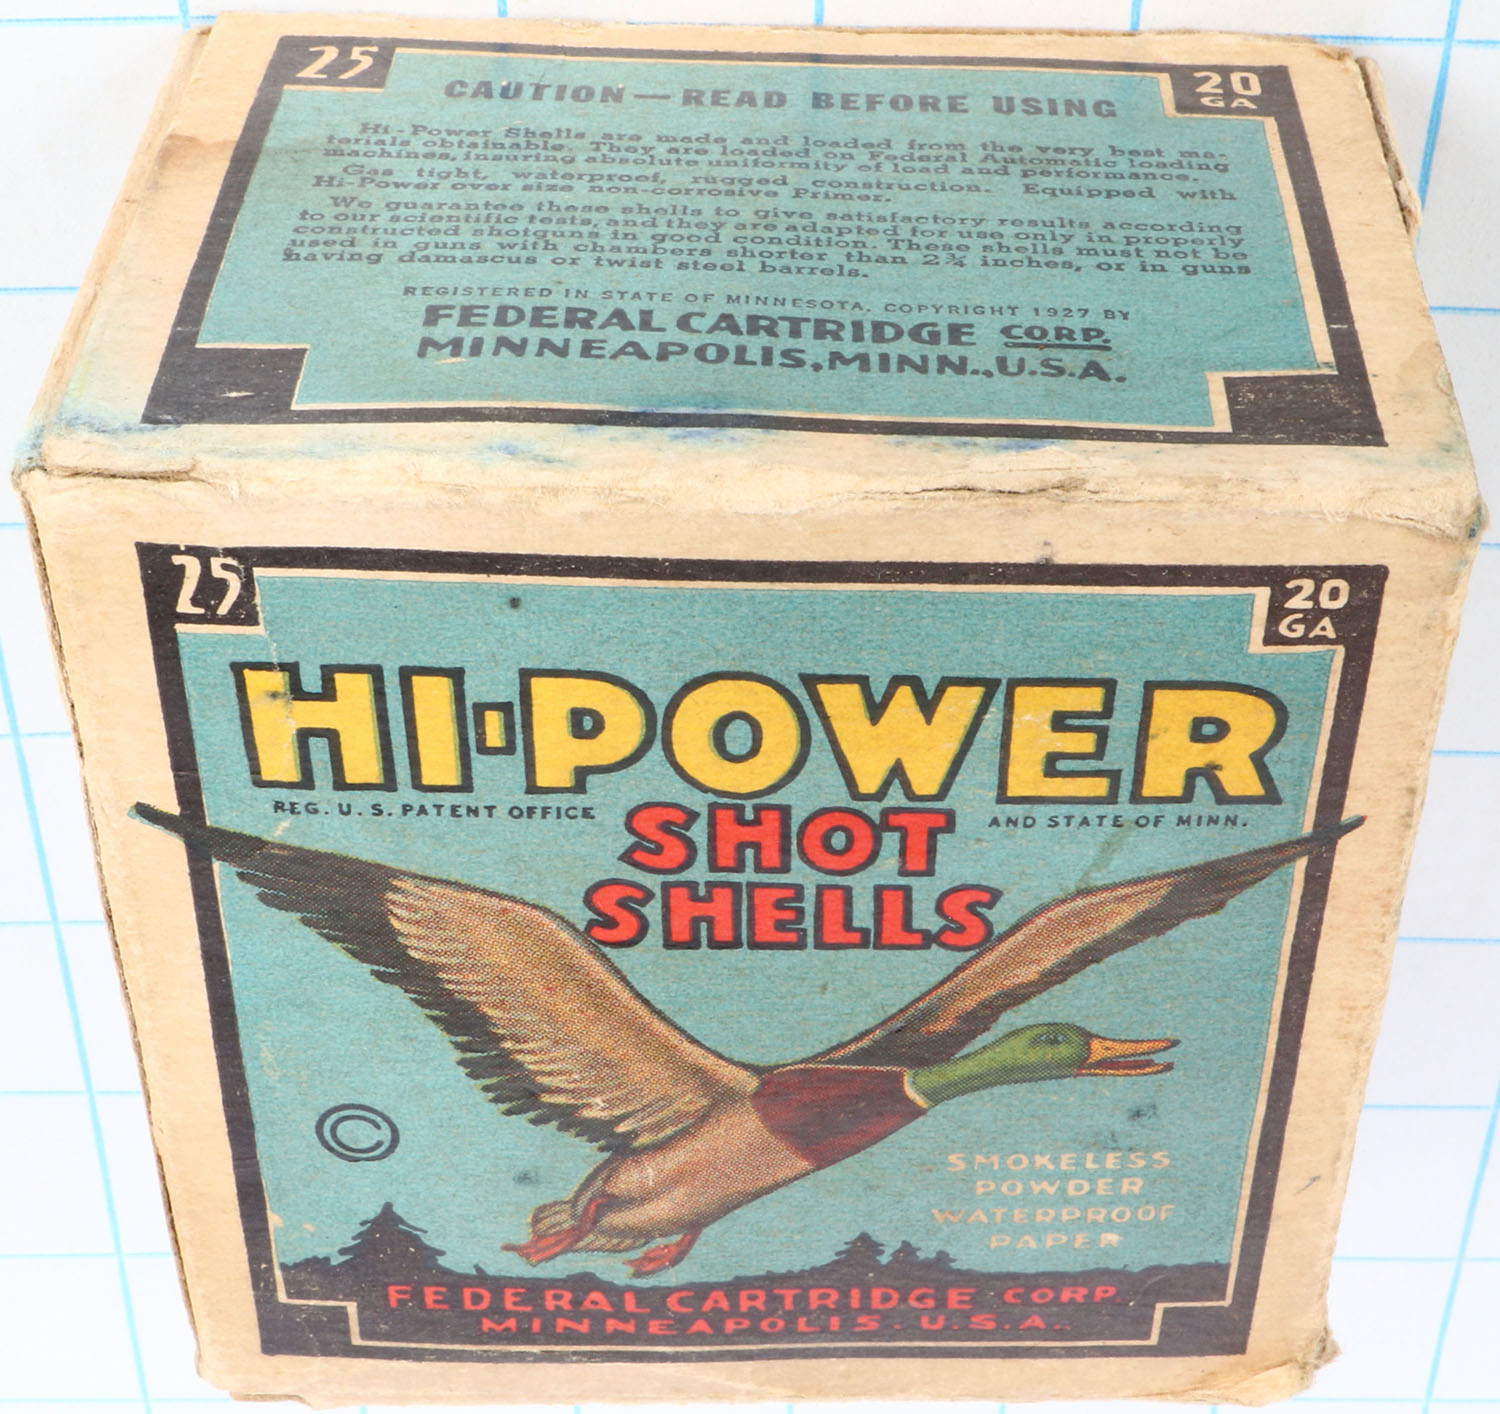 25
20
GA
CAUTION — READ BEFORE USING
Hi-Power Shells are made and loaded from the very best ma-
terials obtainable. They are loaded on Federal Automatic loading
machines, insuring absolute uniformity of load and performance.
Gas tight, waterproof, rugged construction. Equipped with
Hi-Power over size non-corrosive Primer.
We guarantee these shells to give satisfactory results according
to our scientific tests, and they are adapted for use only in properly
constructed shotguns in good condition. These shells must not be
used in guns with chambers shorter than 2¾ inches, or in guns
having damascus or twist steel barrels.
REGISTERED IN STATE OF MINNESOTA, COPYRIGHT 1927 BY
FEDERAL CARTRIDGE CORP.
MINNEAPOLIS, MINN., U.S.A.
25
20
GA
HI-POWER
REG. U. S. PATENT OFFICE
AND STATE OF MINN.
SHOT
SHELLS
©
SMOKELESS
POWDER
WATERPROOF
PAPER
FEDERAL CARTRIDGE CORP.
MINNEAPOLIS. U.S.A.